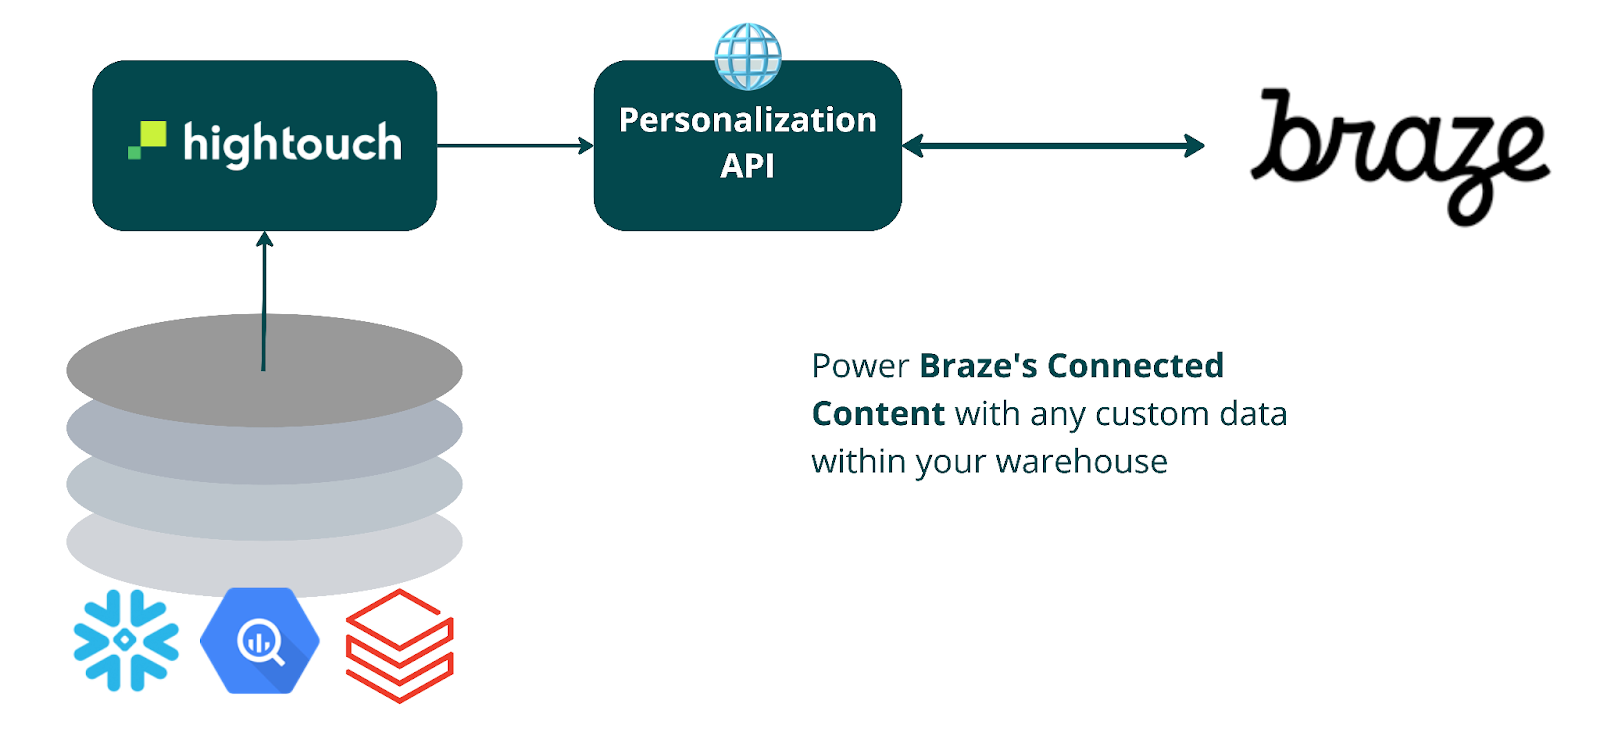 hightouch
Personalization
API
braze
Power Braze's Connected
Content with any custom data
within your warehouse